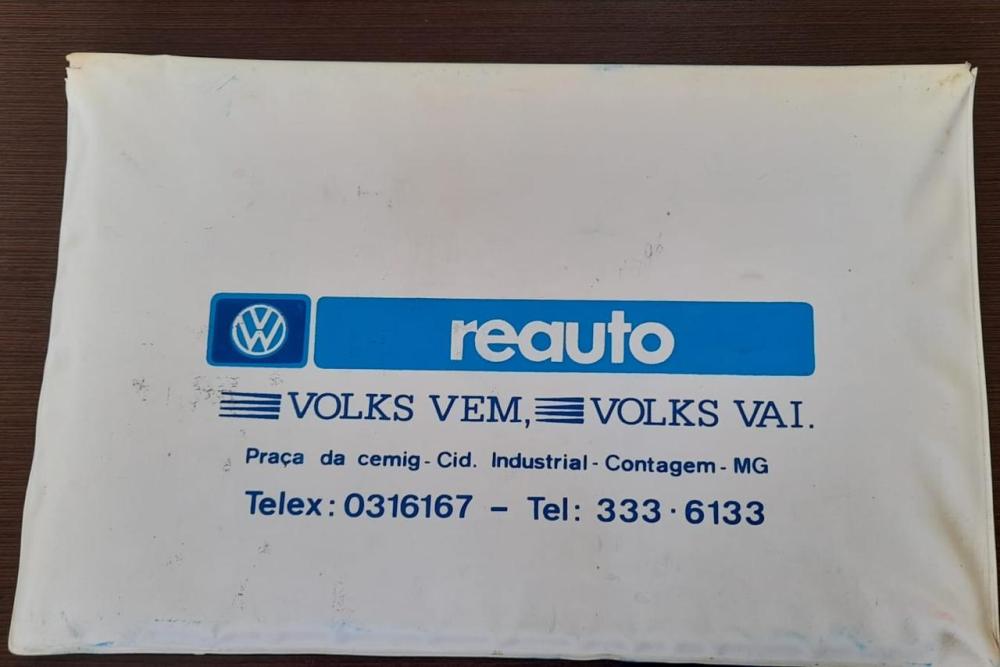 VW reauto
VOLKS VEM, VOLKS VAI.
Praça da cemig - Cid. Industrial - Contagem - MG
Telex: 0316167 - Tel: 333·6133